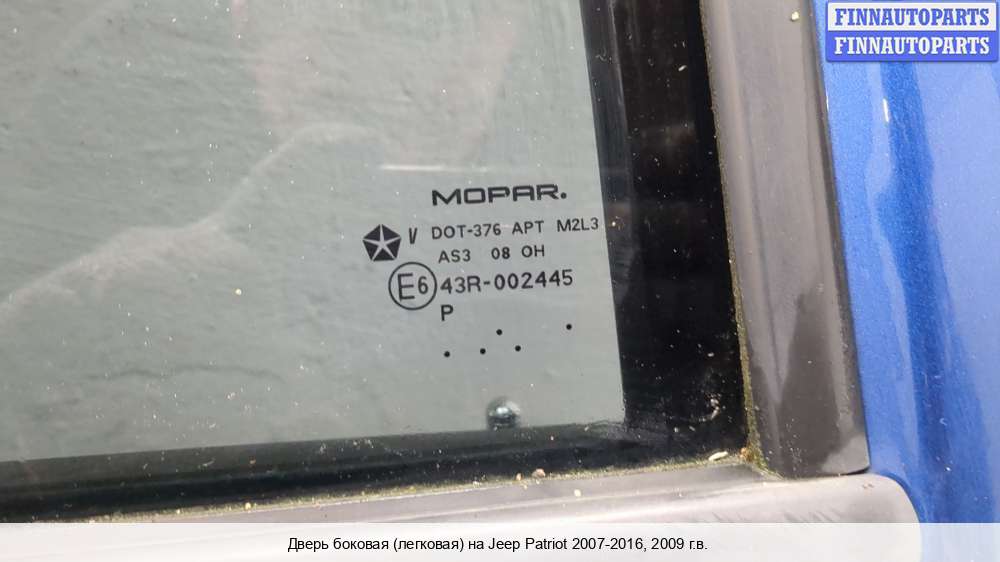 FINNAUTOPARTS
FINNAUTOPARTS
MOPAR.
V DOT-376 APT M2L3
AS3 08 OH
E6 43R-002445
P
Дверь боковая (легковая) на Jeep Patriot 2007-2016, 2009 г.в.